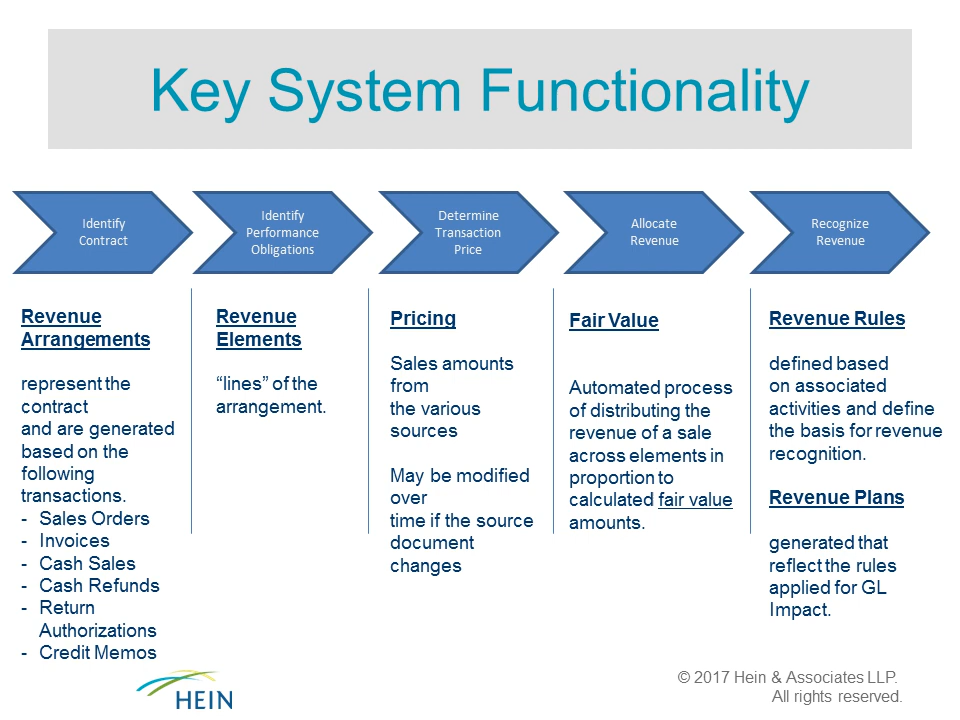 Key System Functionality
Identify
Contract
Identify
Performance
Obligations
Determine
Transaction
Price
Allocate
Revenue
Recognize
Revenue
Revenue
Arrangements
represent the
contract
and are generated
based on the
following
transactions.
- Sales Orders
- Invoices
- Cash Sales
- Cash Refunds
- Return
Authorizations
- Credit Memos
Revenue
Elements
“lines” of the
arrangement.
Pricing
Sales amounts
from
the various
sources
May be modified
over
time if the source
document
changes
Fair Value
Automated process
of distributing the
revenue of a sale
across elements in
proportion to
calculated fair value
amounts.
Revenue Rules
defined based
on associated
activities and define
the basis for revenue
recognition.
Revenue Plans
generated that
reflect the rules
applied for GL
Impact.
HEIN
© 2017 Hein & Associates LLP.
All rights reserved.